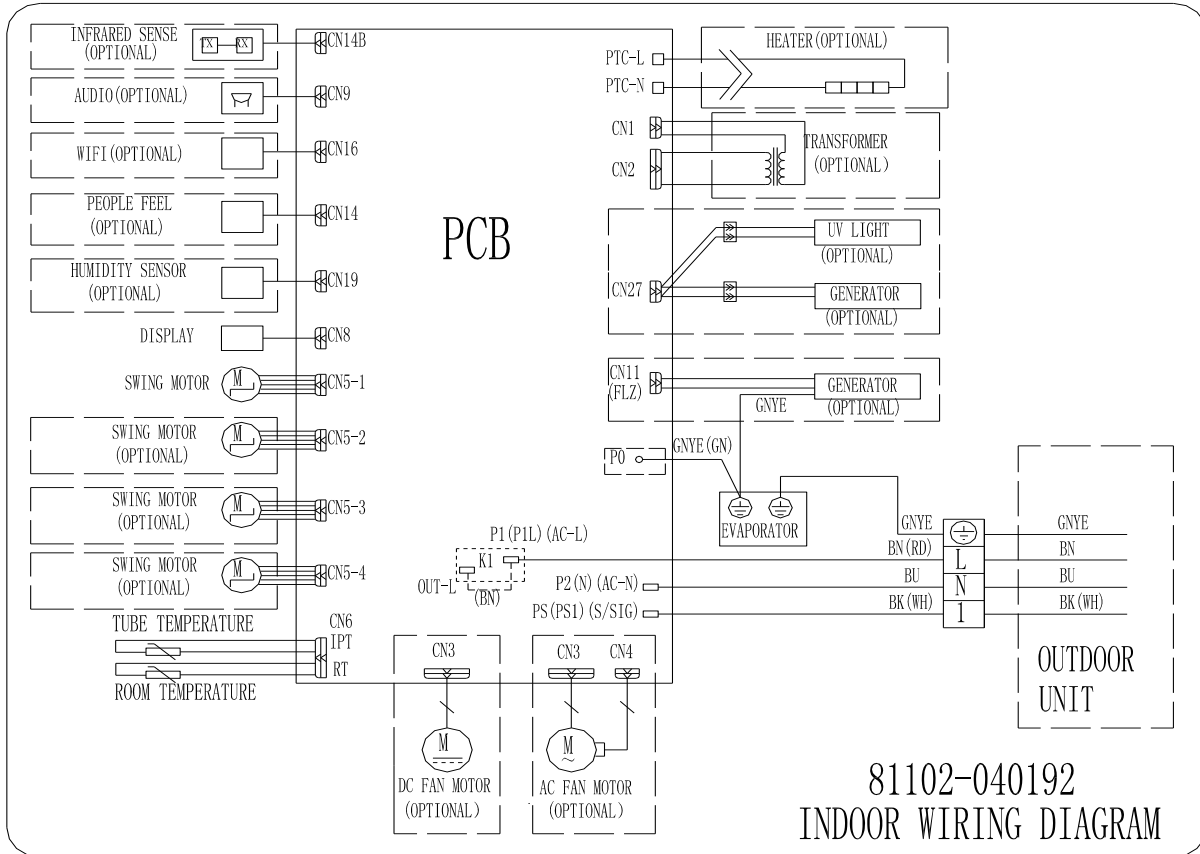 INFRARED SENSE
(OPTIONAL)
TX
RX
CN14B
AUDIO(OPTIONAL)
CN9
WIFI(OPTIONAL)
CN16
PEOPLE FEEL
(OPTIONAL)
CN14
HUMIDITY SENSOR
(OPTIONAL)
CN19
DISPLAY
CN8
SWING MOTOR
M
CN5-1
SWING MOTOR
(OPTIONAL)
M
CN5-2
SWING MOTOR
(OPTIONAL)
M
CN5-3
SWING MOTOR
(OPTIONAL)
M
CN5-4
CN6
TUBE TEMPERATURE
IPT
RT
ROOM TEMPERATURE
PCB
PTC-L
PTC-N
HEATER(OPTIONAL)
CN1
CN2
TRANSFORMER
(OPTIONAL)
CN27
UV LIGHT
(OPTIONAL)
GENERATOR
(OPTIONAL)
CN11
(FLZ)
GENERATOR
(OPTIONAL)
GNYE
P0
GNYE(GN)
EVAPORATOR
P1(P1L)(AC-L)
K1
OUT-L
(BN)
P2(N)(AC-N)
PS(PS1)(S/SIG)
GNYE
BN(RD)
BU
BK(WH)
L
N
1
GNYE
BN
BU
BK(WH)
OUTDOOR
UNIT
CN3
M
DC FAN MOTOR
(OPTIONAL)
CN3
CN4
M
~
AC FAN MOTOR
(OPTIONAL)
81102-040192
INDOOR WIRING DIAGRAM